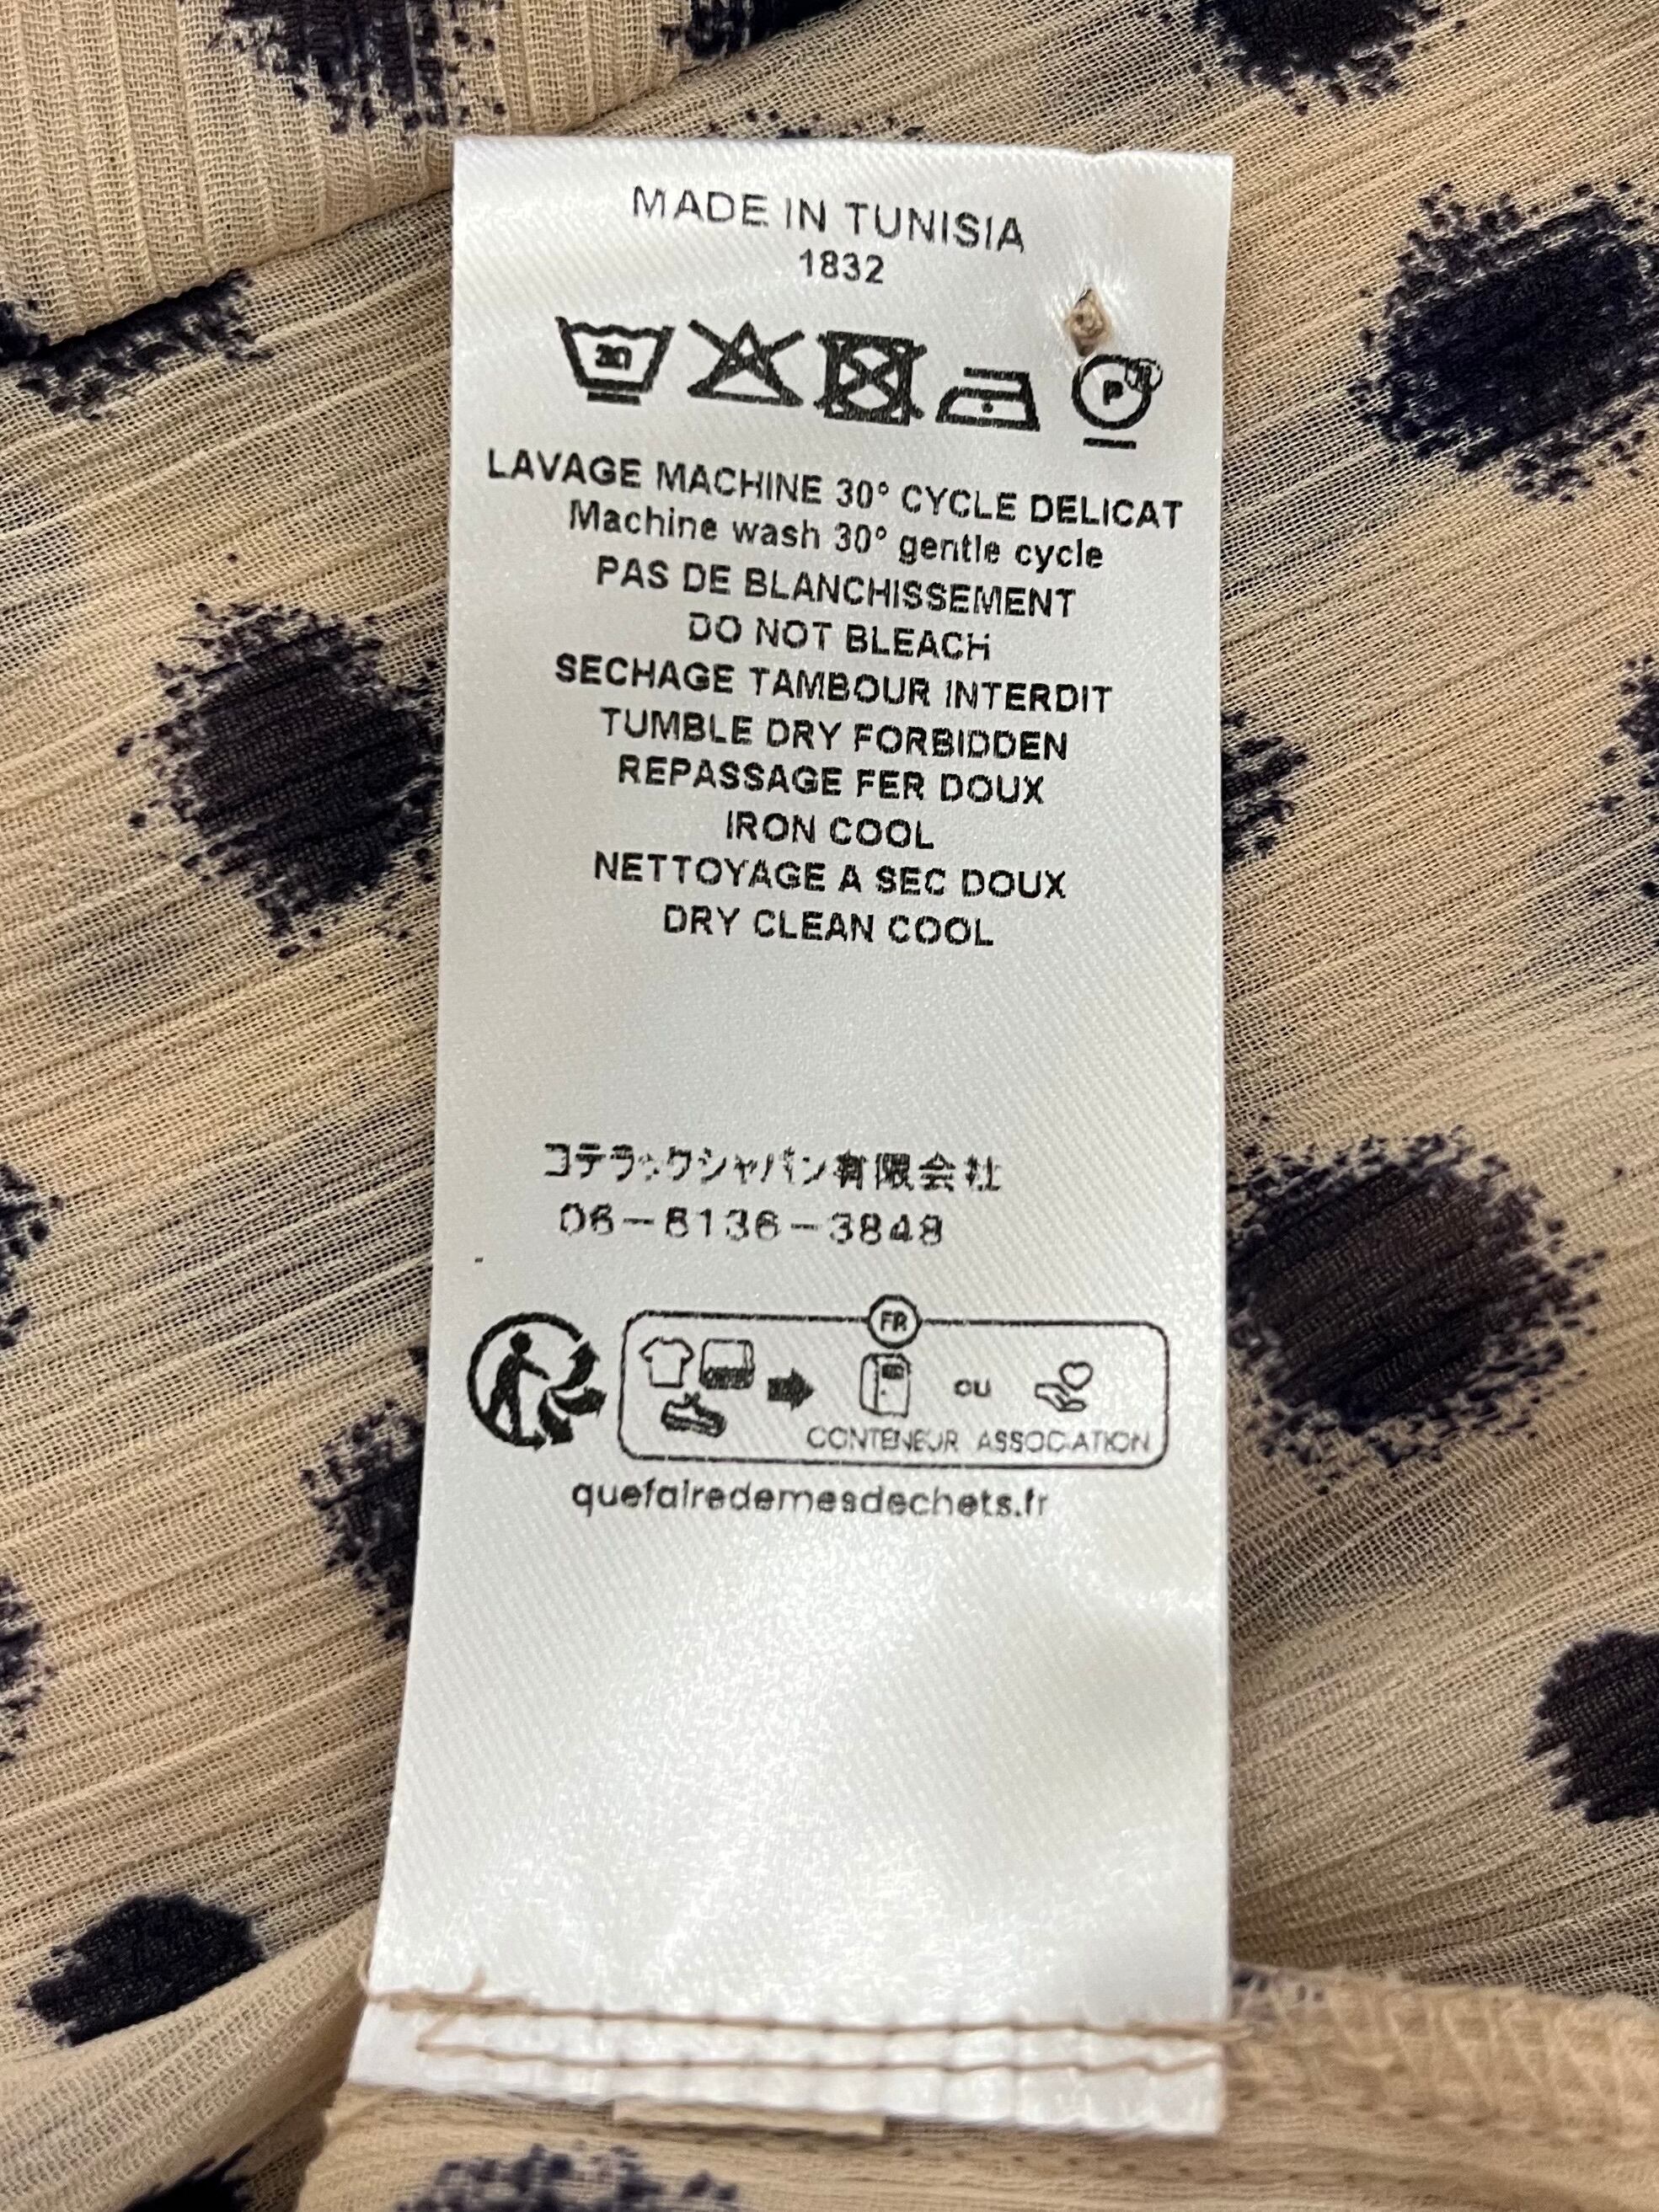 MADE IN TUNISIA
1832
30
P
LAVAGE MACHINE 30° CYCLE DELICAT
Machine wash 30° gentle cycle
PAS DE BLANCHISSEMENT
DO NOT BLEACH
SECHAGE TAMBOUR INTERDIT
TUMBLE DRY FORBIDDEN
REPASSAGE FER DOUX
IRON COOL
NETTOYAGE A SEC DOUX
DRY CLEAN COOL
コテラックジャパン有限会社
06-6136-3848
FR
ou
CONTENEUR ASSOCIATION
quefairedemesdechets.fr